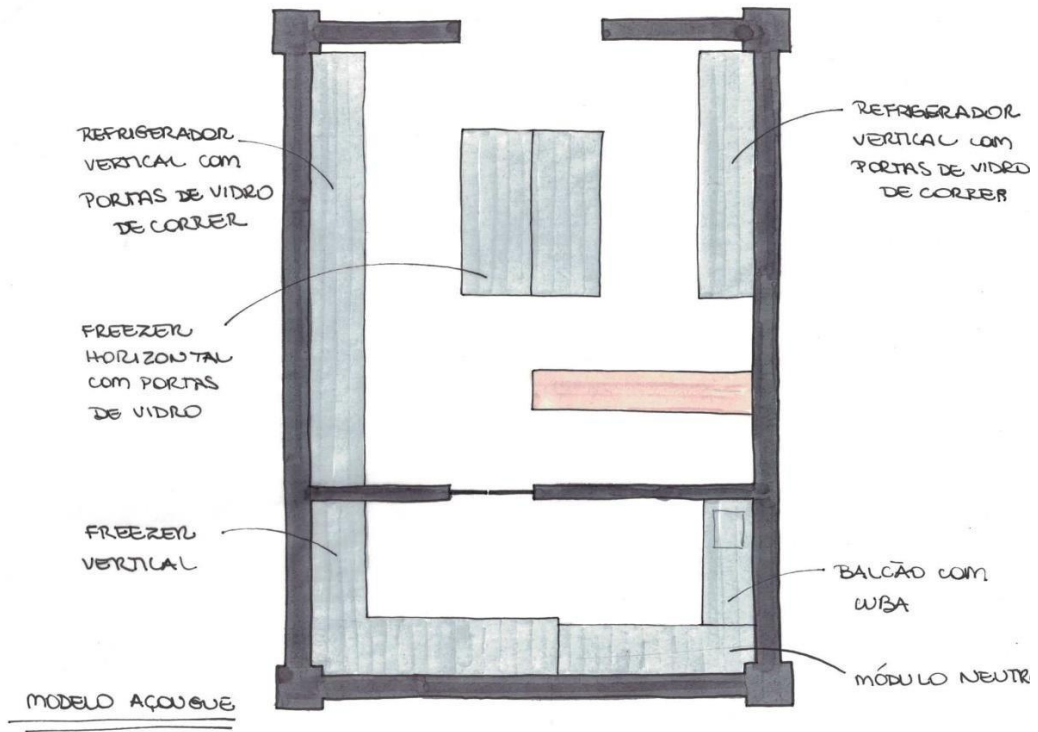 REFRIGERADOR
VERTICAL COM
PORTAS DE VIDRO
DE CORRER
FREEZER
HORIZONTAL
COM PORTAS
DE VIDRO
FREEZER
VERTICAL
MODELO AÇOUGUE
REFRIGERADOR
VERTICAL COM
PORTAS DE VIDRO
DE CORRER
BALCÃO COM
CUBA
MÓDULO NEUTR